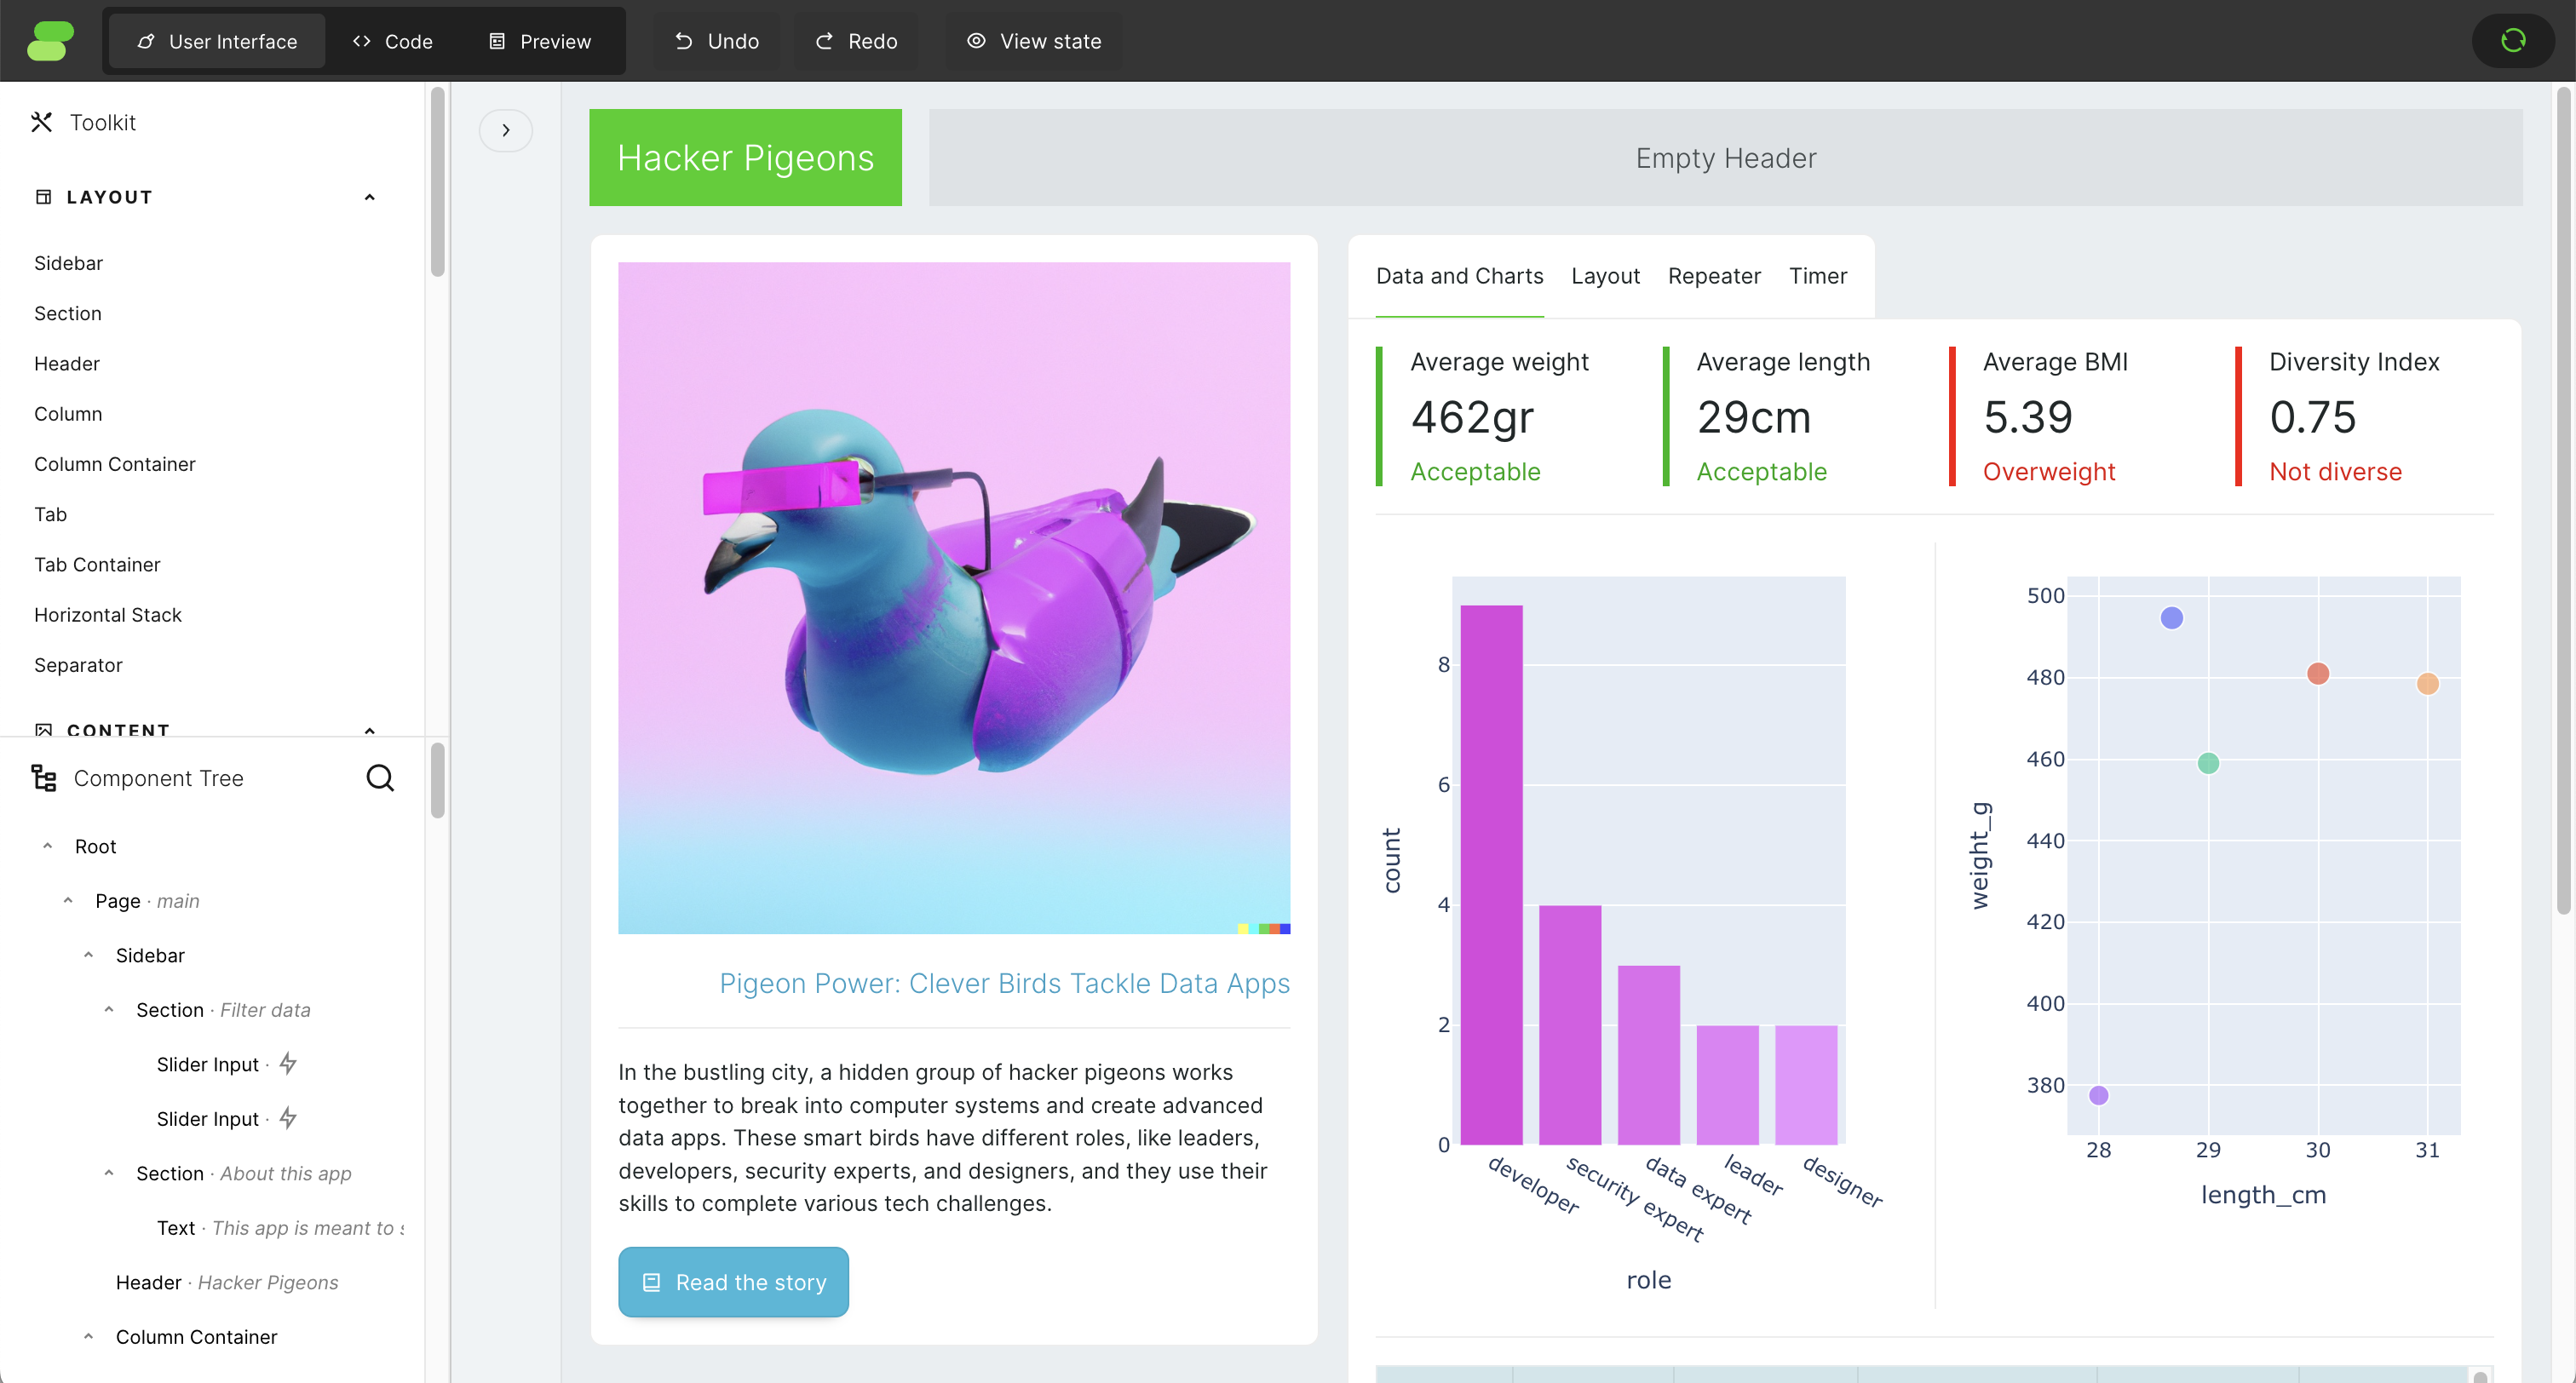 User Interface
Code
Preview
Undo
Redo
View state
Toolkit
LAYOUT
Sidebar
Section
Header
Column
Column Container
Tab
Tab Container
Horizontal Stack
Separator
CONTENT
Component Tree
Root
Page · main
Sidebar
Section · Filter data
Slider Input ·
Slider Input ·
Section · About this app
Text · This app is meant to
Header · Hacker Pigeons
Column Container
Hacker Pigeons
Empty Header
Pigeon Power: Clever Birds Tackle Data Apps
In the bustling city, a hidden group of hacker pigeons works
together to break into computer systems and create advanced
data apps. These smart birds have different roles, like leaders,
developers, security experts, and designers, and they use their
skills to complete various tech challenges.
Read the story
Data and Charts
Layout
Repeater
Timer
Average weight
462gr
Acceptable
Average length
29cm
Acceptable
Average BMI
5.39
Overweight
Diversity Index
0.75
Not diverse
8
6
4
2
0
count
developer
security expert
data expert
leader
designer
role
500
480
460
440
420
400
380
weight_g
28
29
30
31
length_cm